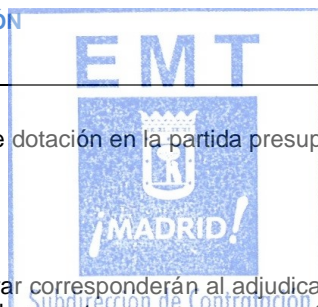 ÓN
EMT
e dotación en la partida presup
¡MADRID!
ar corresponderán al adjudica
Subdirección de Contratación